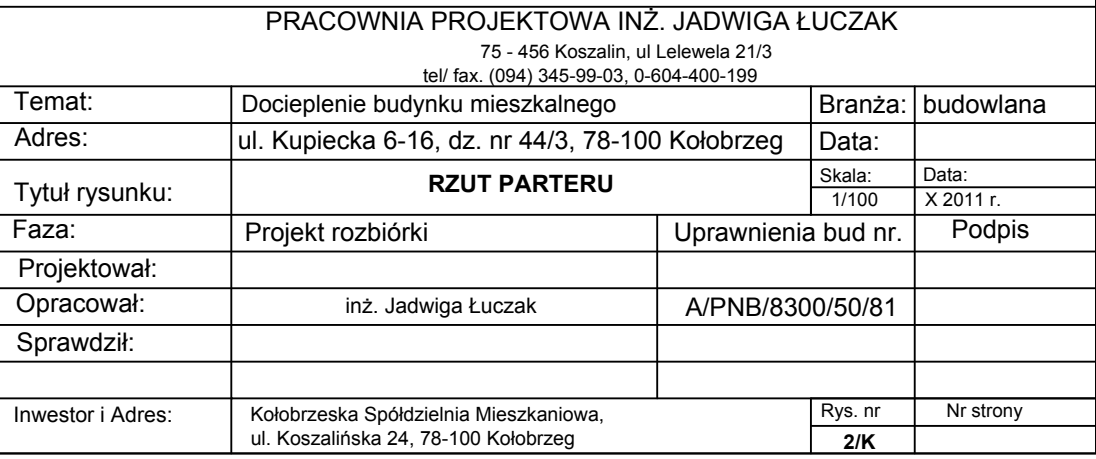 PRACOWNIA PROJEKTOWA INŻ. JADWIGA ŁUCZAK
75 - 456 Koszalin, ul Lelewela 21/3
tel/ fax. (094) 345-99-03, 0-604-400-199
Temat: Docieplenie budynku mieszkalnego Branża: budowlana
Adres: ul. Kupiecka 6-16, dz. nr 44/3, 78-100 Kołobrzeg Data:
Tytuł rysunku: RZUT PARTERU Skala: Data:
1/100 X 2011 r.
Faza: Projekt rozbiórki Uprawnienia bud nr. Podpis
Projektował:
Opracował: inż. Jadwiga Łuczak A/PNB/8300/50/81
Sprawdził:
Inwestor i Adres: Kołobrzeska Spółdzielnia Mieszkaniowa, Rys. nr Nr strony
ul. Koszalińska 24, 78-100 Kołobrzeg 2/K